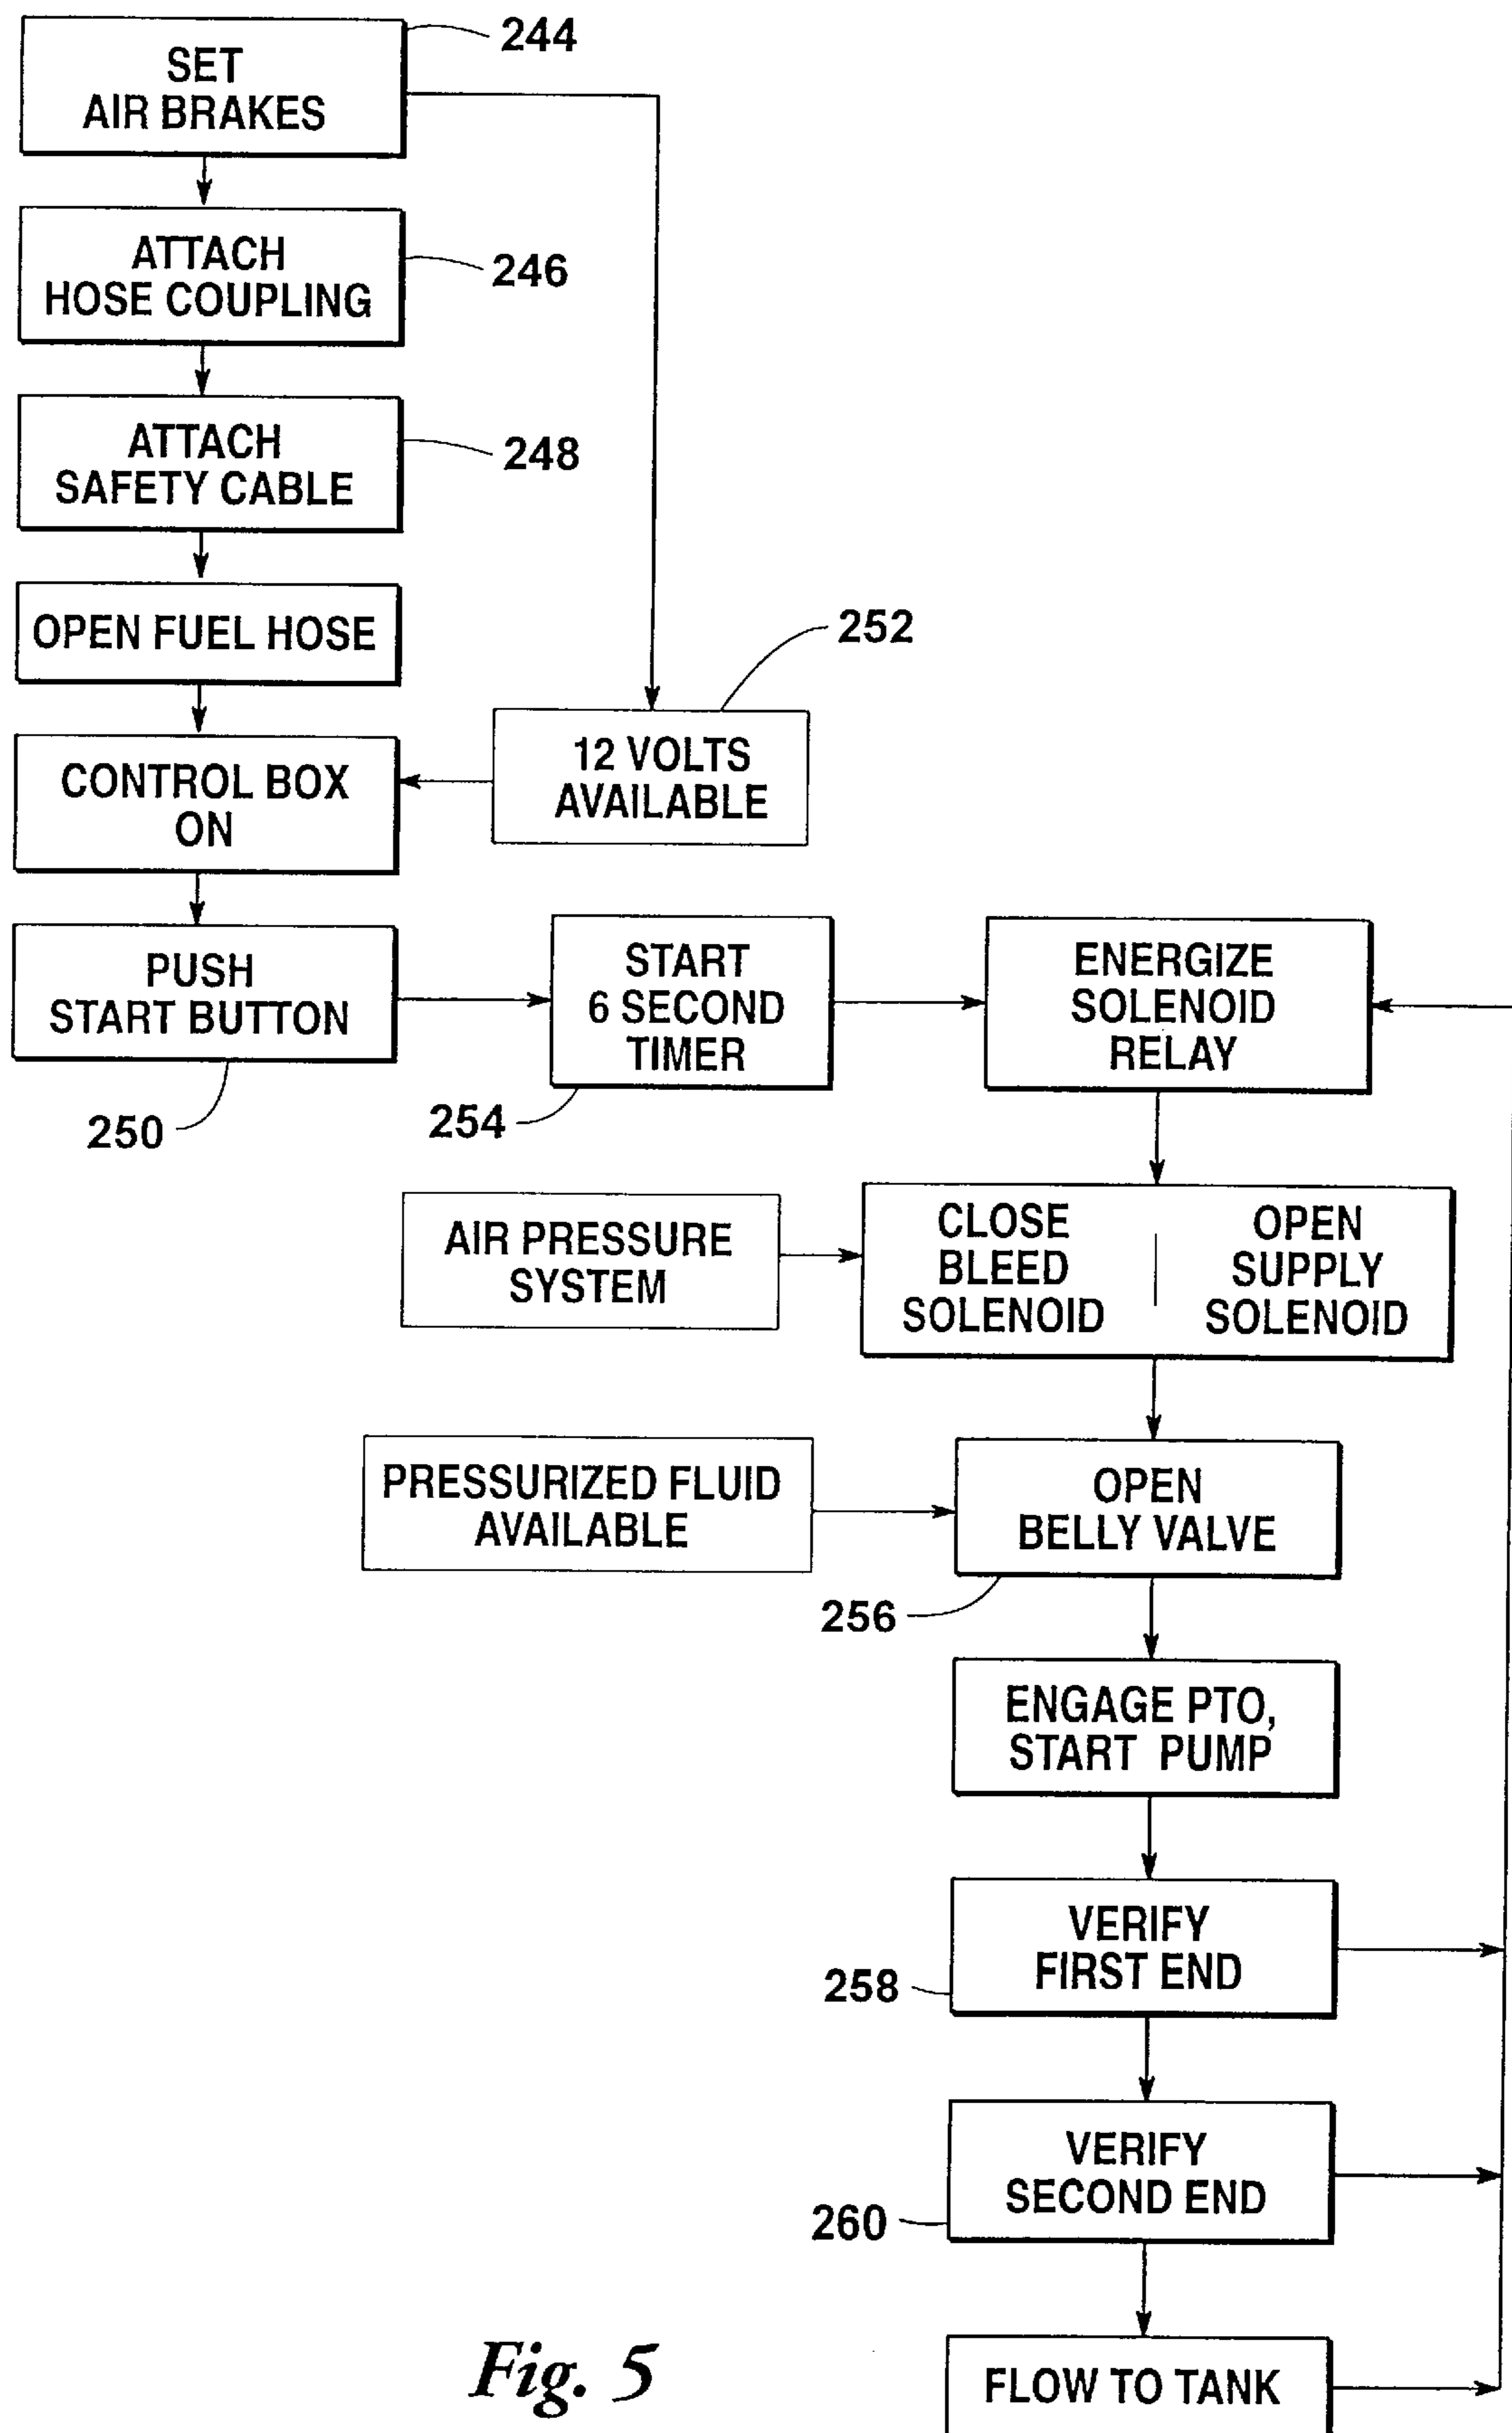 SET
AIR BRAKES
244
ATTACH
HOSE COUPLING
246
ATTACH
SAFETY CABLE
248
OPEN FUEL HOSE
252
12 VOLTS
AVAILABLE
CONTROL BOX
ON
PUSH
START BUTTON
250
START
6 SECOND
TIMER
254
ENERGIZE
SOLENOID
RELAY
AIR PRESSURE
SYSTEM
CLOSE
BLEED
SOLENOID
OPEN
SUPPLY
SOLENOID
PRESSURIZED FLUID
AVAILABLE
OPEN
BELLY VALVE
256
ENGAGE PTO,
START PUMP
VERIFY
FIRST END
258
VERIFY
SECOND END
260
FLOW TO TANK
Fig. 5